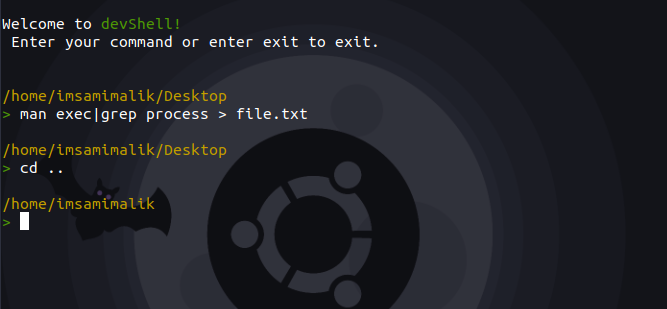 Welcome to devShell!
Enter your command or enter exit to exit.
/home/imsamimalik/Desktop
> man exec|grep process > file.txt
/home/imsamimalik/Desktop
> cd ..
/home/imsamimalik
>